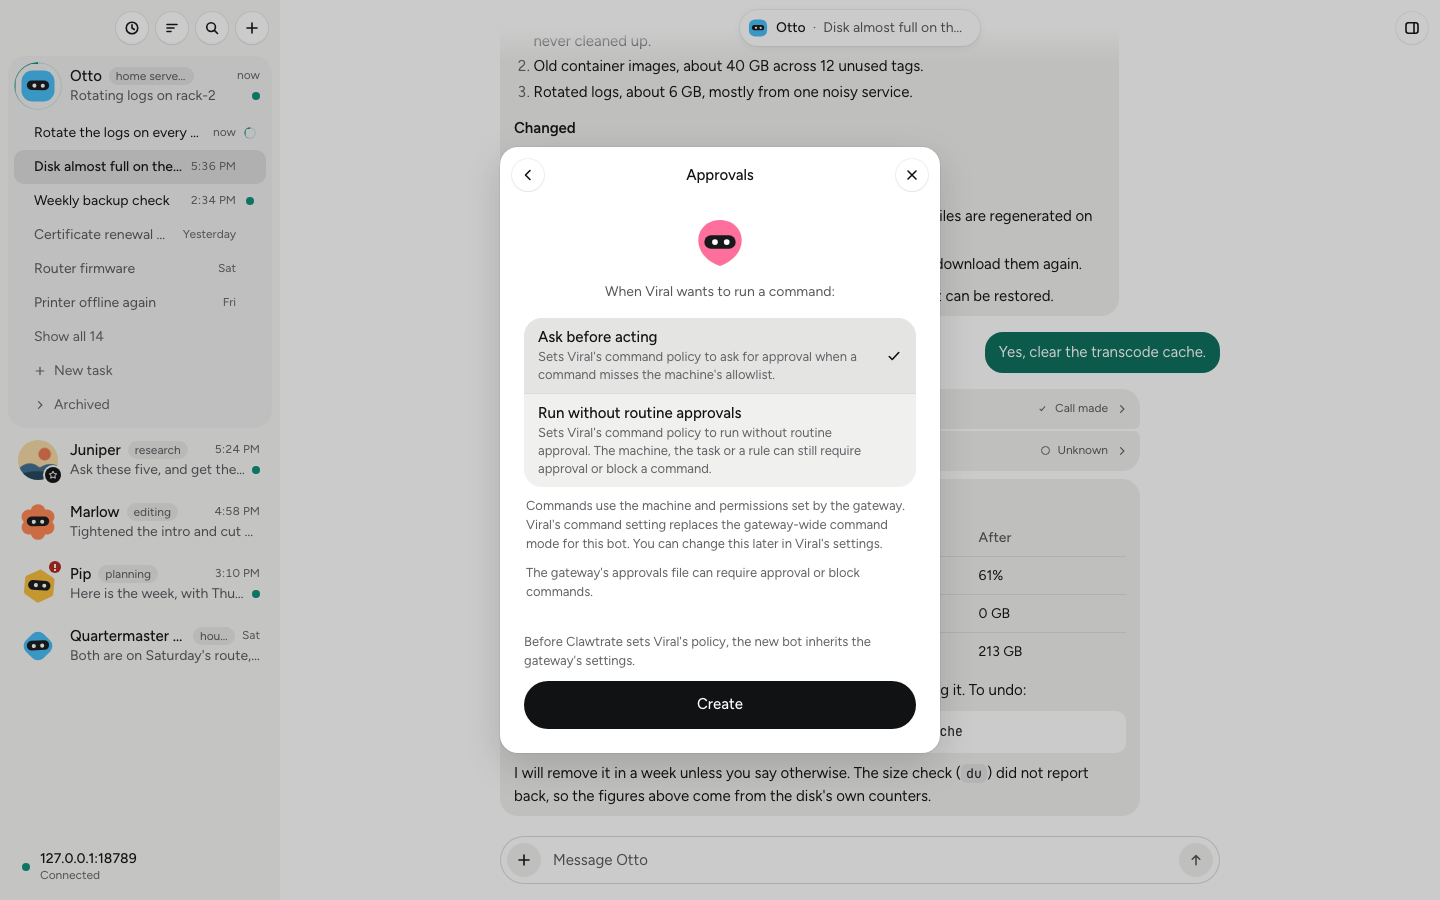 Otto · Disk almost full on th...
Otto home serve... now
Rotating logs on rack-2
Rotate the logs on every ... now
Disk almost full on the... 5:36 PM
Weekly backup check 2:34 PM
Certificate renewal ... Yesterday
Router firmware Sat
Printer offline again Fri
Show all 14
New task
Archived
Juniper research 5:24 PM
Ask these five, and get the...
Marlow editing 4:58 PM
Tightened the intro and cut ...
Pip planning 3:10 PM
Here is the week, with Thu...
Quartermaster ... hou... Sat
Both are on Saturday's route,...
127.0.0.1:18789
Connected
never cleaned up.
2. Old container images, about 40 GB across 12 unused tags.
3. Rotated logs, about 6 GB, mostly from one noisy service.
Changed
iles are regenerated on
download them again.
can be restored.
Yes, clear the transcode cache.
Call made
Unknown
After
61%
0 GB
213 GB
g it. To undo:
che
I will remove it in a week unless you say otherwise. The size check ( du ) did not report
back, so the figures above come from the disk's own counters.
Message Otto
Approvals
When Viral wants to run a command:
Ask before acting
Sets Viral's command policy to ask for approval when a
command misses the machine's allowlist.
Run without routine approvals
Sets Viral's command policy to run without routine
approval. The machine, the task or a rule can still require
approval or block a command.
Commands use the machine and permissions set by the gateway.
Viral's command setting replaces the gateway-wide command
mode for this bot. You can change this later in Viral's settings.
The gateway's approvals file can require approval or block
commands.
Before Clawtrate sets Viral's policy, the new bot inherits the
gateway's settings.
Create